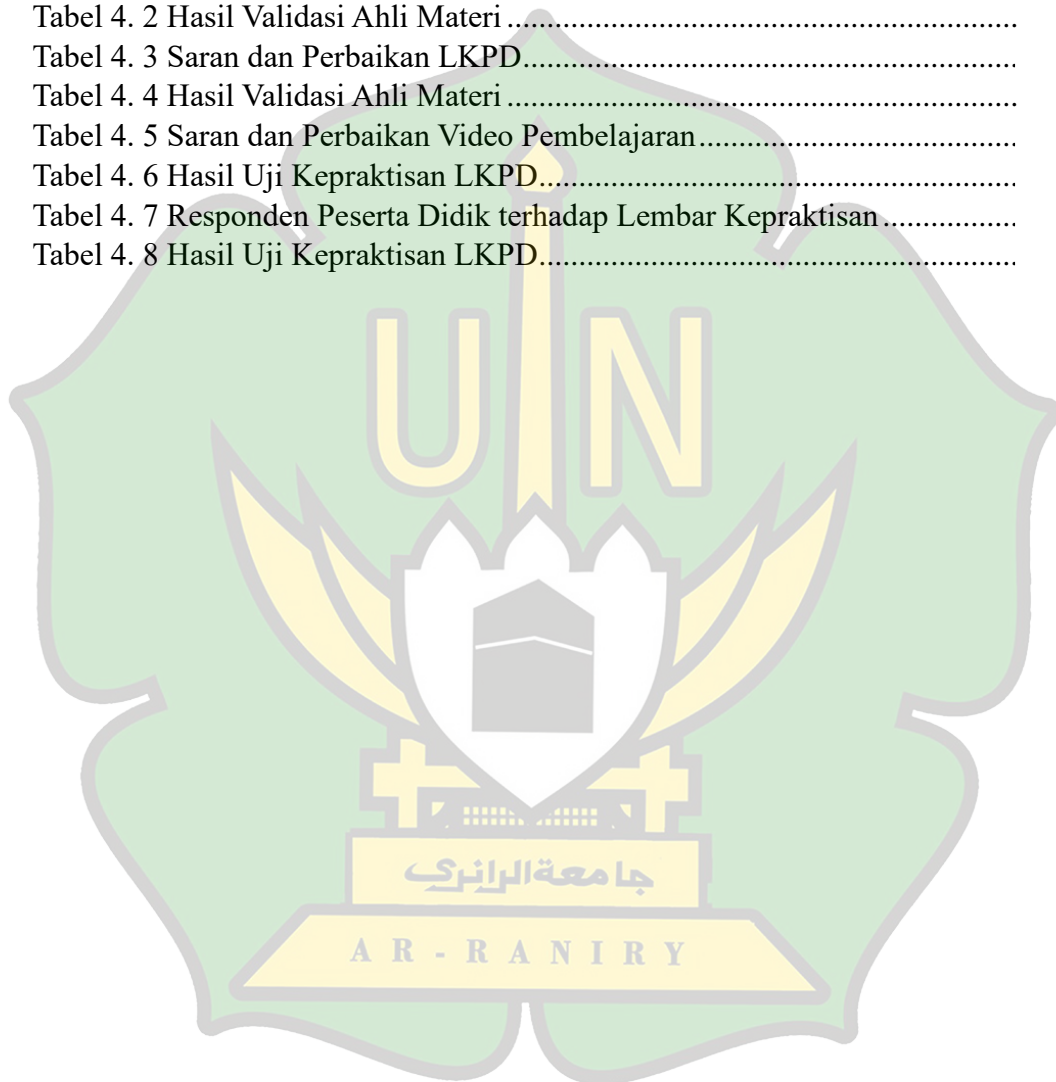 Tabel 4. 2 Hasil Validasi Ahli Materi ....................................................................
Tabel 4. 3 Saran dan Perbaikan LKPD..................................................................
Tabel 4. 4 Hasil Validasi Ahli Materi ....................................................................
Tabel 4. 5 Saran dan Perbaikan Video Pembelajaran...........................................
Tabel 4. 6 Hasil Uji Kepraktisan LKPD................................................................
Tabel 4. 7 Responden Peserta Didik terhadap Lembar Kepraktisan ..................
Tabel 4. 8 Hasil Uji Kepraktisan LKPD................................................................
UIN
جامعةالرانري
AR-RANIRY